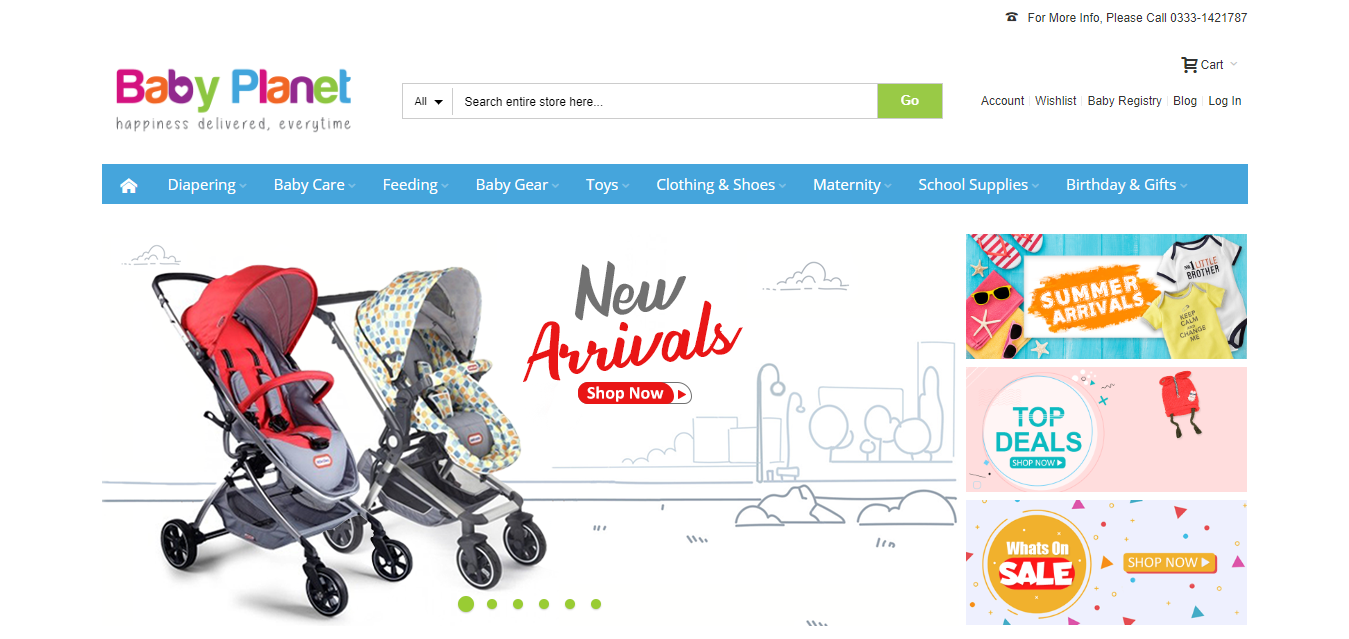 For More Info, Please Call 0333-1421787
Baby Planet
happiness delivered, everytime
All
Search entire store here...
Go
Cart
Account
Wishlist
Baby Registry
Blog
Log In
Diapering
Baby Care
Feeding
Baby Gear
Toys
Clothing & Shoes
Maternity
School Supplies
Birthday & Gifts
New
Arrivals
Shop Now
SUMMER
ARRIVALS
LITTLE
BROTHER
KEEP
CALM
AND
CHANGE
ME
TOP
DEALS
SHOP NOW
Whats On
SALE
SHOP NOW